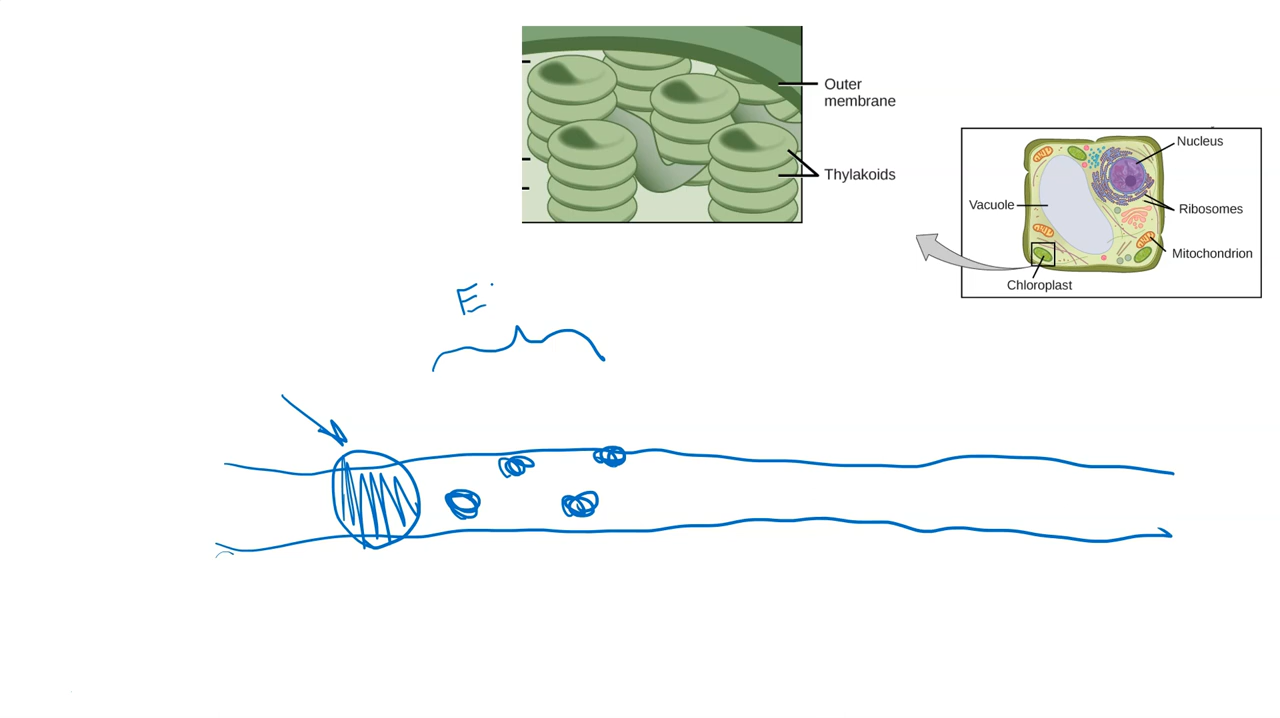 Outer
membrane
Thylakoids
Nucleus
Vacuole
Ribosomes
Mitochondrion
Chloroplast
E